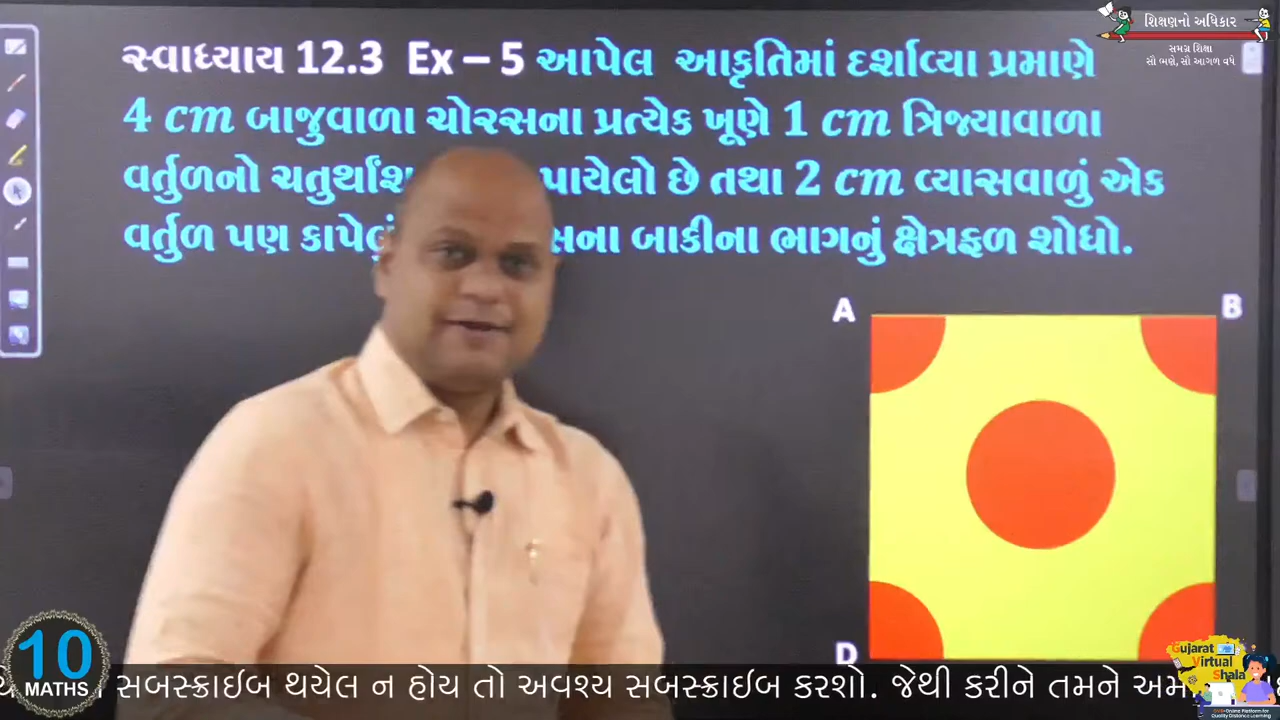 શિક્ષણનો અધિકાર
સમગ્ર શિક્ષા
સૌ ભણે, સૌ આગળ વધે
સ્વાધ્યાય 12.3 Ex – 5 આપેલ આકૃતિમાં દર્શાવ્યા પ્રમાણે
4 cm બાજુવાળા ચોરસના પ્રત્યેક ખૂણે 1 cm ત્રિજ્યાવાળા
વર્તુળનો છે તથા 2 cm વ્યાસવાળું એક
વર્તુળ પણ બાકીના ભાગનું ક્ષેત્રફળ શોધો.
A B
D
10
MATHS
સબસ્ક્રાઈબ થયેલ ન હોય તો અવશ્ય સબસ્ક્રાઈબ કરશો. જેથી કરીને તમને
Gujarat
Virtual
Shala